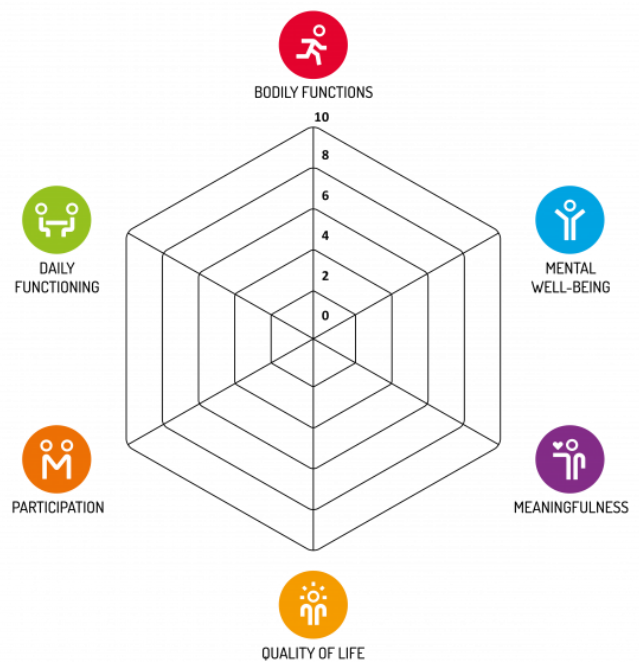 BODILY FUNCTIONS
10
8
6
4
2
0
DAILY
FUNCTIONING
MENTAL
WELL-BEING
PARTICIPATION
MEANINGFULNESS
QUALITY OF LIFE